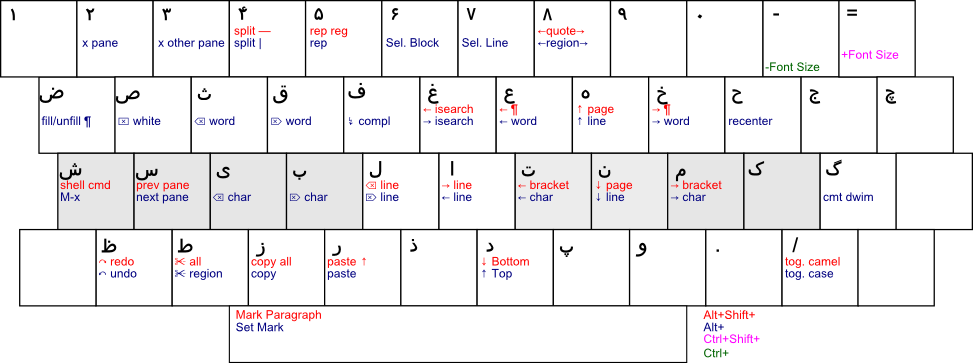 ۱
۲
x pane
۳
x other pane
۴
split —
split |
۵
rep reg
rep
۶
Sel. Block
۷
Sel. Line
۸
←quote→
←region→
۹
۰
-
-Font Size
=
+Font Size
ض
fill/unfill ¶
ص
⌧ white
ث
⌫ word
ق
⌦ word
ف
↯ compl
غ
← isearch
→ isearch
ع
← ¶
← word
ه
↑ page
↑ line
خ
→ ¶
→ word
ح
recenter
ج
چ
ش
shell cmd
M-x
س
prev pane
next pane
ی
⌫ char
ب
⌦ char
ل
⌫ line
⌦ line
ا
→ line
← line
ت
← bracket
← char
ن
↓ page
↓ line
م
→ bracket
→ char
ک
گ
cmt dwim
ظ
↷ redo
↶ undo
ط
✂ all
✂ region
ز
copy all
copy
ر
paste ↑
paste
ذ
د
↓ Bottom
↑ Top
پ
و
.
/
tog. camel
tog. case
Mark Paragraph
Set Mark
Alt+Shift+
Alt+
Ctrl+Shift+
Ctrl+